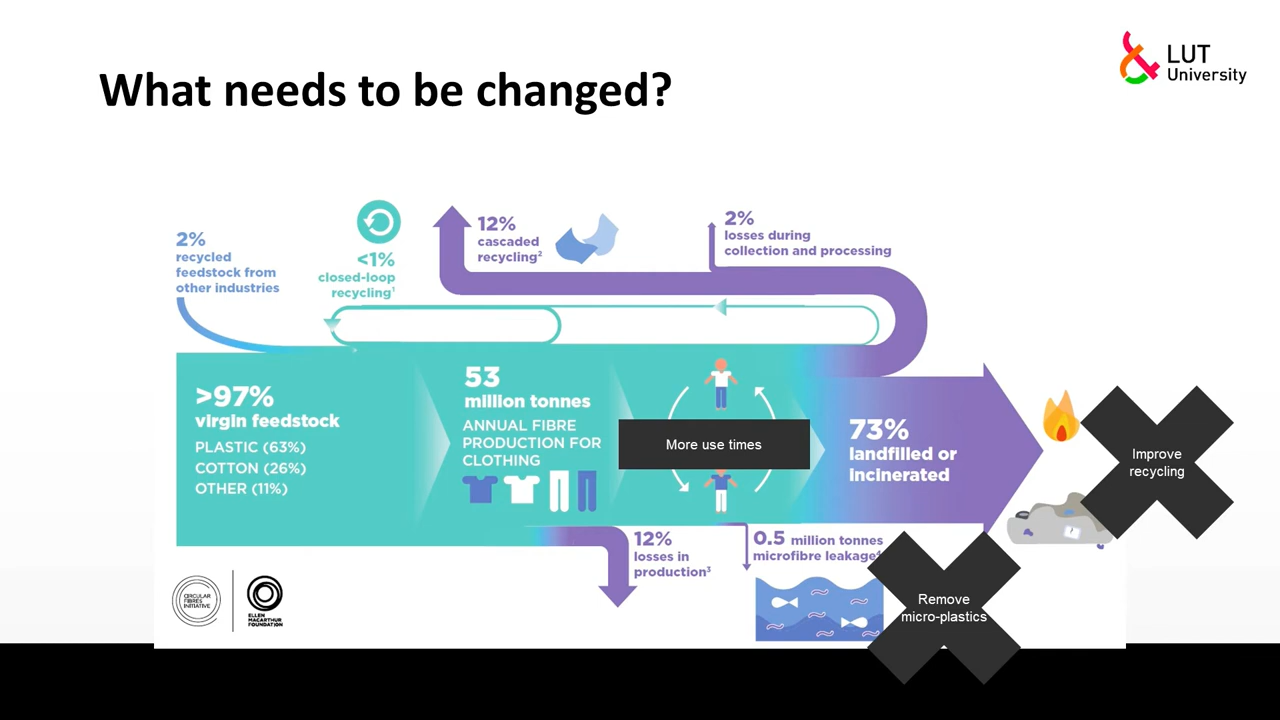 What needs to be changed?
LUT
University
2%
recycled
feedstock from
other industries
<1%
closed-loop
recycling¹
12%
cascaded
recycling²
2%
losses during
collection and processing
>97%
virgin feedstock
PLASTIC (63%)
COTTON (26%)
OTHER (11%)
53
million tonnes
ANNUAL FIBRE
PRODUCTION FOR
CLOTHING
More use times
73%
landfilled or
incinerated
Improve
recycling
12%
losses in
production³
0.5 million tonnes
microfibre leakage⁴
Remove
micro-plastics
CIRCULAR
FIBRES
INITIATIVE
ELLEN
MACARTHUR
FOUNDATION